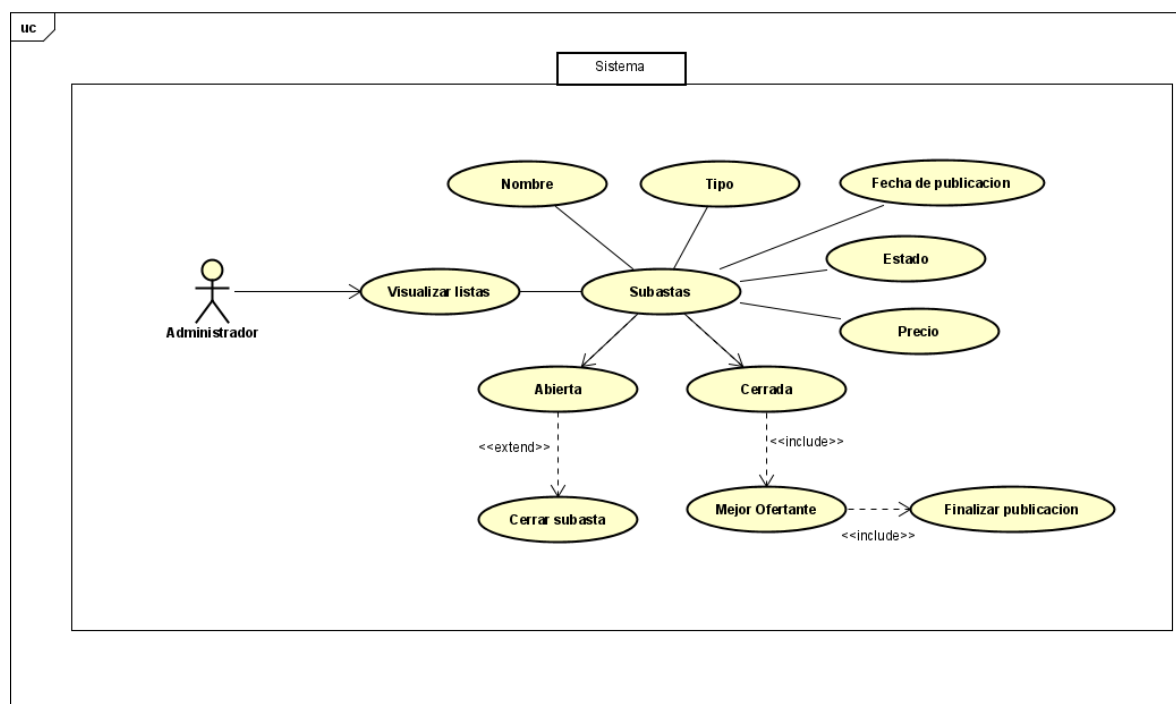 uc
Sistema
Nombre
Tipo
Fecha de publicacion
Estado
Visualizar listas
Subastas
Administrador
Precio
Abierta
Cerrada
<<extend>>
<<include>>
Cerrar subasta
Mejor Ofertante
Finalizar publicacion
<<include>>